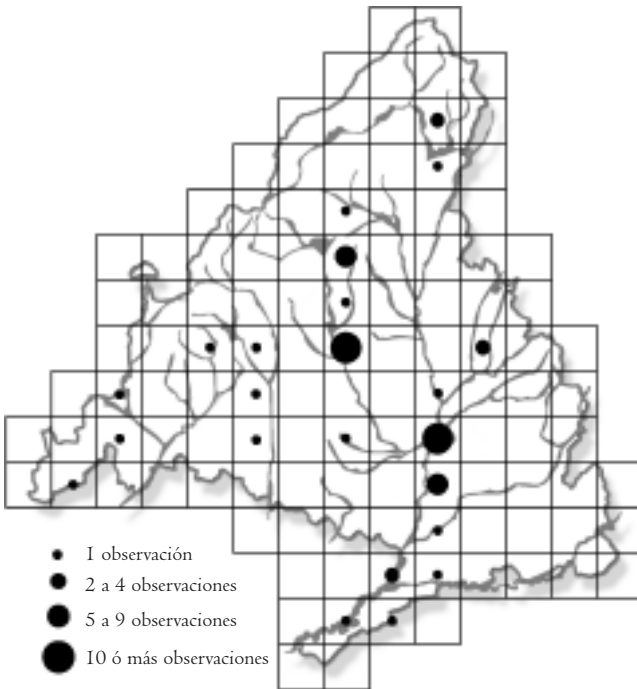 1 observación
2 a 4 observaciones
5 a 9 observaciones
10 ó más observaciones